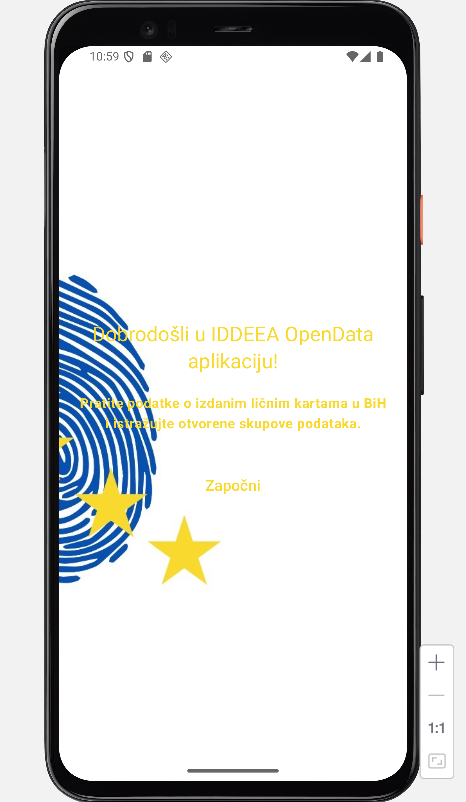 10:59
Dobrodošli u IDDEEA OpenData
aplikaciju!
Pratite podatke o izdanim ličnim kartama u BiH
i istražujte otvorene skupove podataka.
Započni
1:1